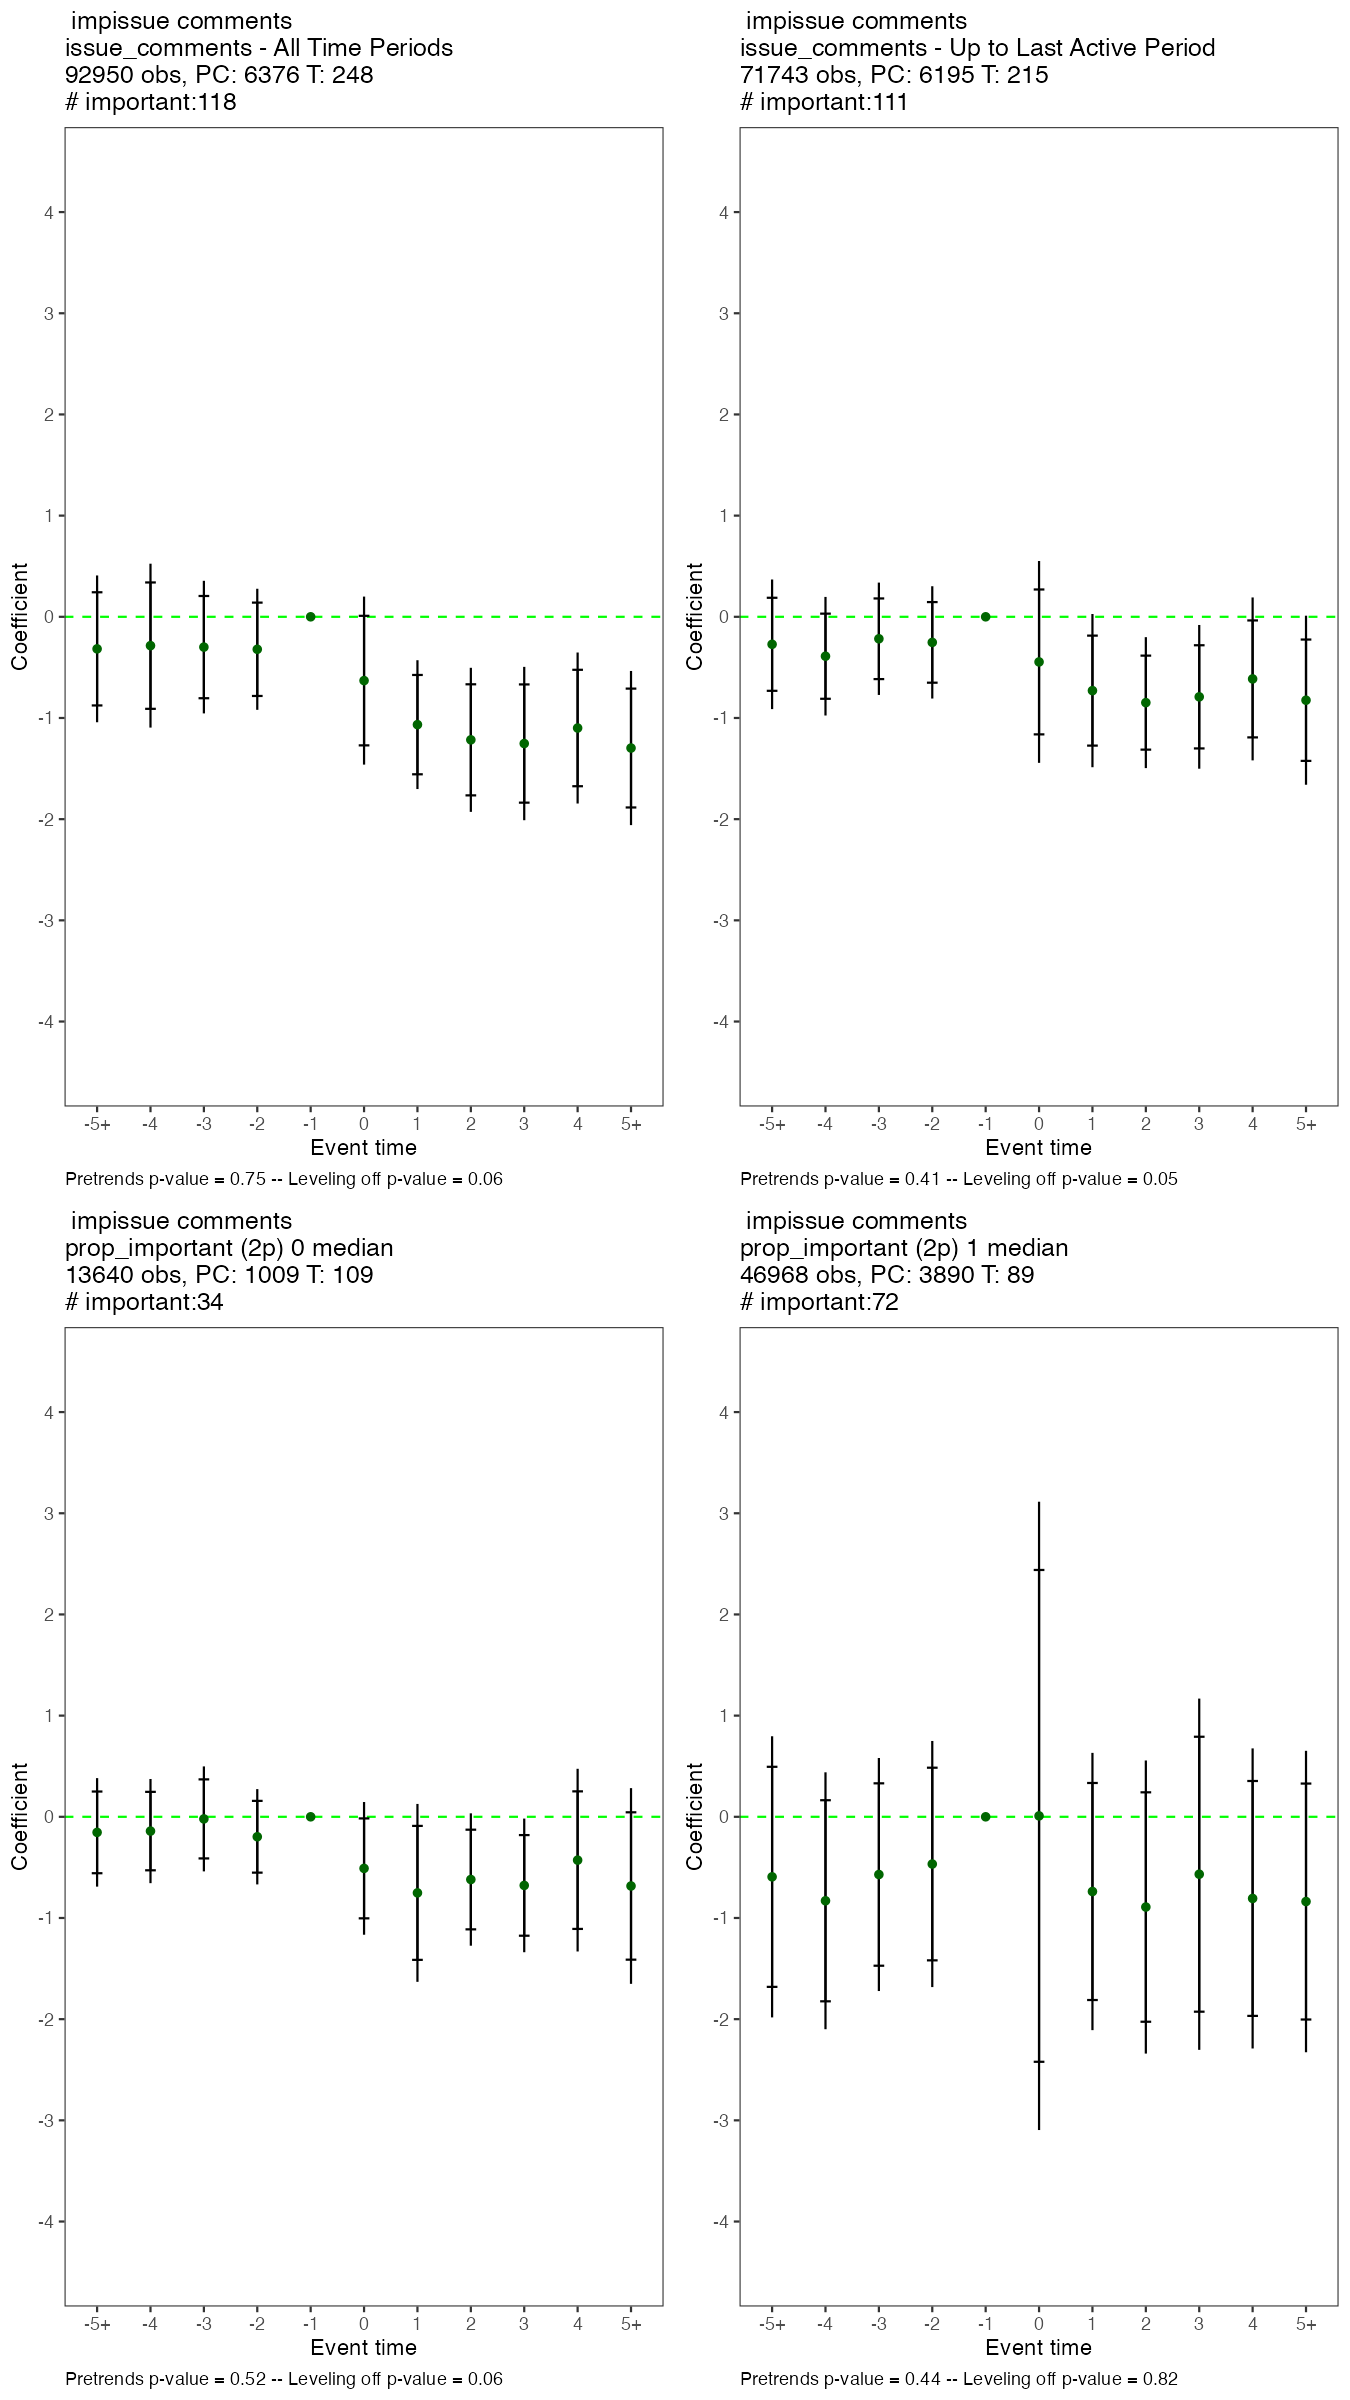 impissue comments
issue_comments - All Time Periods
92950 obs, PC: 6376 T: 248
# important:118
4
3
2
1
0
-1
-2
-3
-4
Coefficient
-5+ -4 -3 -2 -1 0 1 2 3 4 5+
Event time
Pretrends p-value = 0.75 -- Leveling off p-value = 0.06
impissue comments
issue_comments - Up to Last Active Period
71743 obs, PC: 6195 T: 215
# important:111
4
3
2
1
0
-1
-2
-3
-4
Coefficient
-5+ -4 -3 -2 -1 0 1 2 3 4 5+
Event time
Pretrends p-value = 0.41 -- Leveling off p-value = 0.05
impissue comments
prop_important (2p) 0 median
13640 obs, PC: 1009 T: 109
# important:34
4
3
2
1
0
-1
-2
-3
-4
Coefficient
-5+ -4 -3 -2 -1 0 1 2 3 4 5+
Event time
Pretrends p-value = 0.52 -- Leveling off p-value = 0.06
impissue comments
prop_important (2p) 1 median
46968 obs, PC: 3890 T: 89
# important:72
4
3
2
1
0
-1
-2
-3
-4
Coefficient
-5+ -4 -3 -2 -1 0 1 2 3 4 5+
Event time
Pretrends p-value = 0.44 -- Leveling off p-value = 0.82